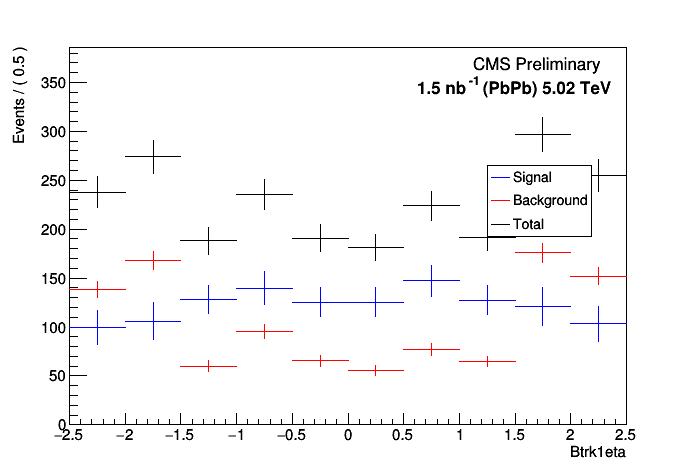 CMS Preliminary
1.5 nb-1 (PbPb) 5.02 TeV
Events / ( 0.5 )
350
300
250
200
150
100
50
0
Signal
Background
Total
−2.5 −2 −1.5 −1 −0.5 0 0.5 1 1.5 2 2.5
Btrk1eta